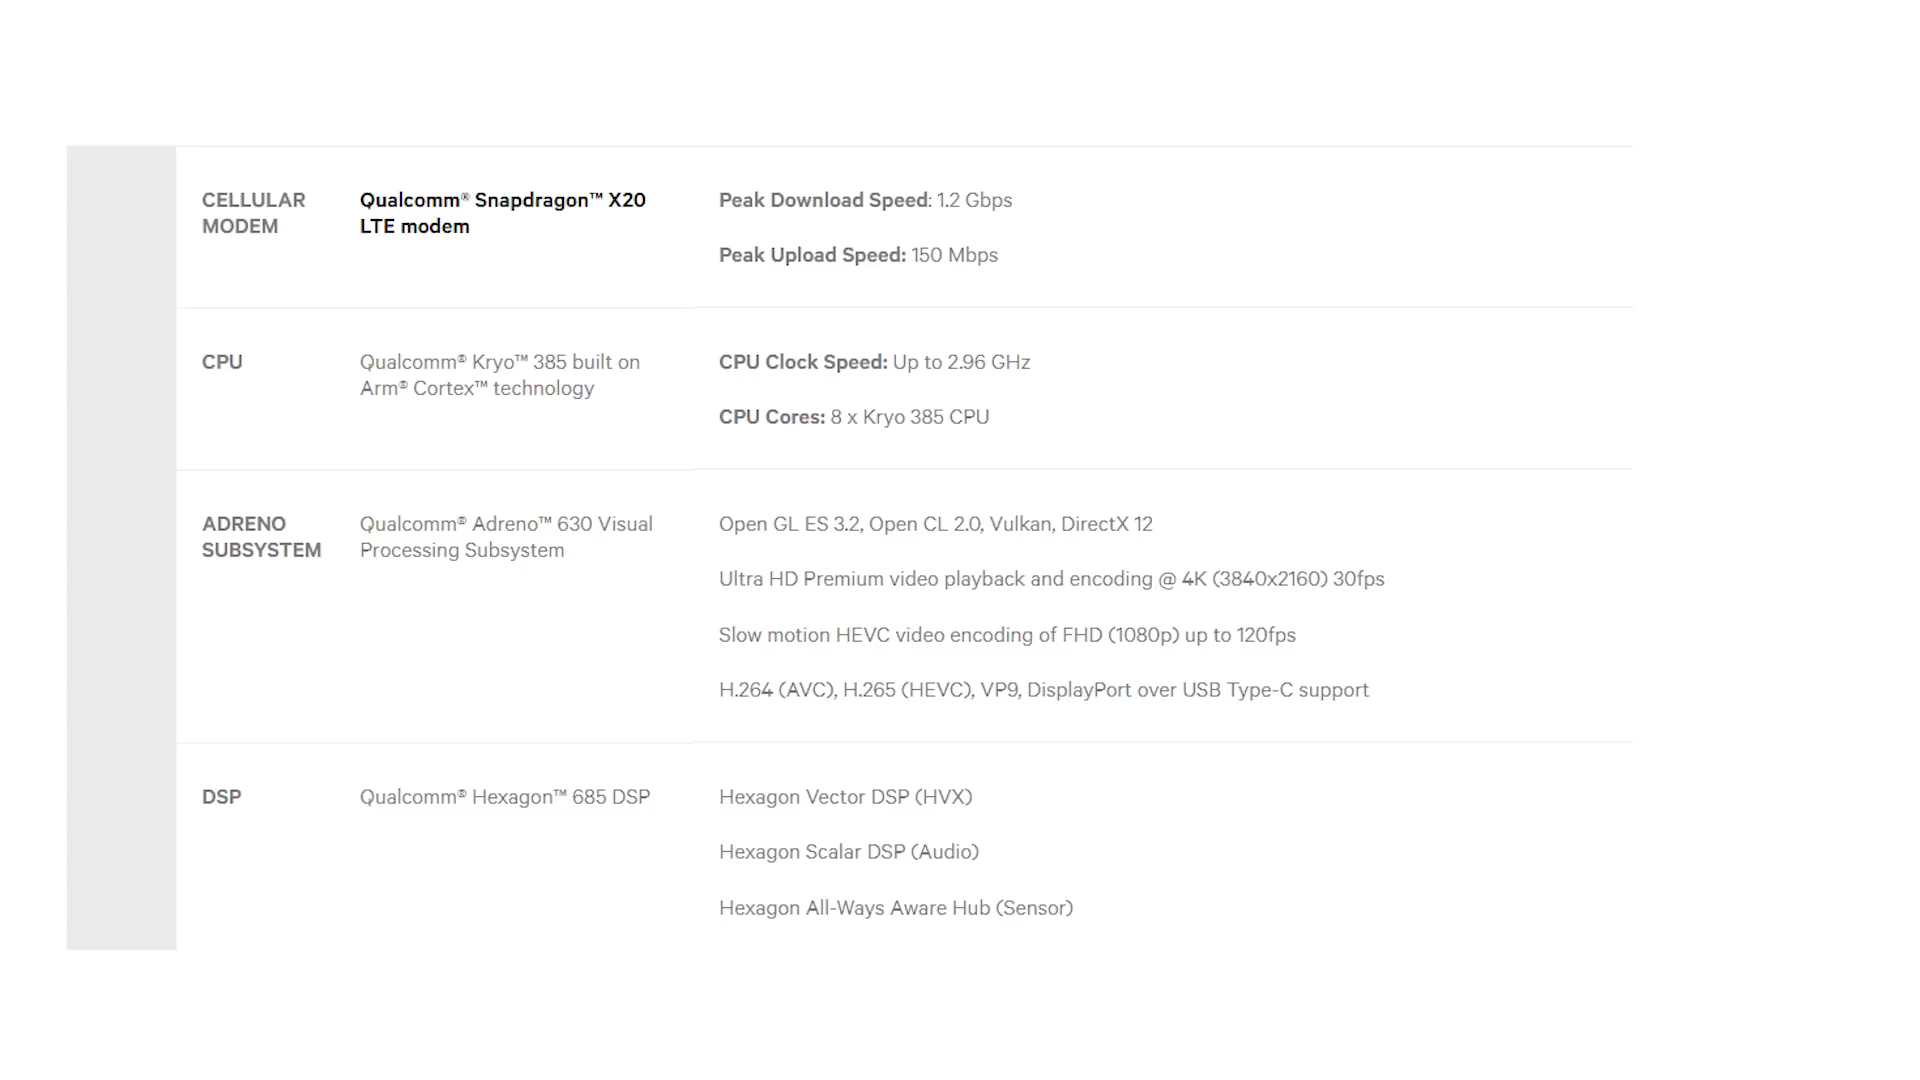 CELLULAR
MODEM
Qualcomm® Snapdragon™ X20
LTE modem
Peak Download Speed: 1.2 Gbps
Peak Upload Speed: 150 Mbps
CPU
Qualcomm® Kryo™ 385 built on
Arm® Cortex™ technology
CPU Clock Speed: Up to 2.96 GHz
CPU Cores: 8 x Kryo 385 CPU
ADRENO
SUBSYSTEM
Qualcomm® Adreno™ 630 Visual
Processing Subsystem
Open GL ES 3.2, Open CL 2.0, Vulkan, DirectX 12
Ultra HD Premium video playback and encoding @ 4K (3840x2160) 30fps
Slow motion HEVC video encoding of FHD (1080p) up to 120fps
H.264 (AVC), H.265 (HEVC), VP9, DisplayPort over USB Type-C support
DSP
Qualcomm® Hexagon™ 685 DSP
Hexagon Vector DSP (HVX)
Hexagon Scalar DSP (Audio)
Hexagon All-Ways Aware Hub (Sensor)